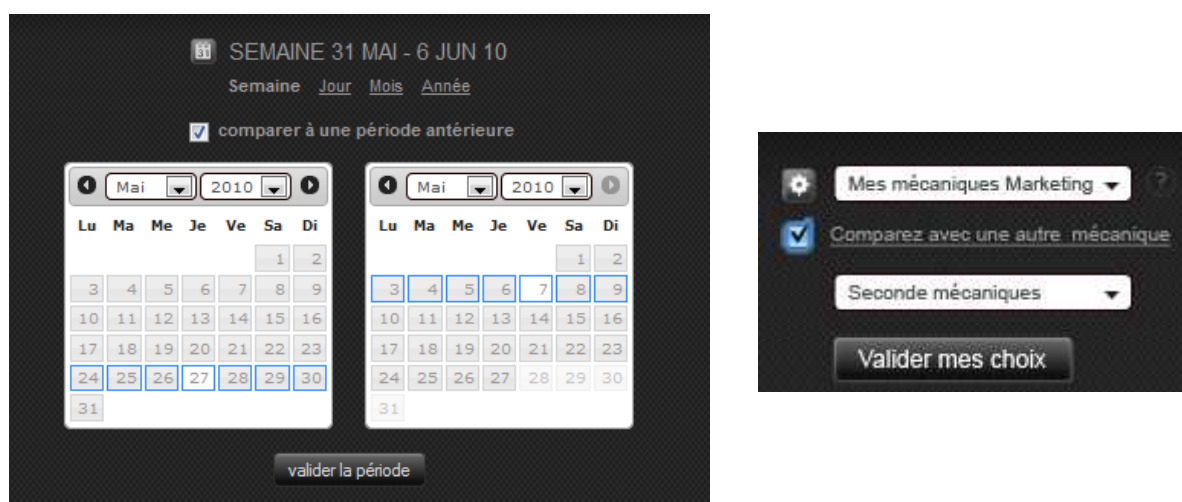 SEMAINE 31 MAI - 6 JUN 10
Semaine Jour Mois Année
comparer à une période antérieure
Mai 2010
Lu Ma Me Je Ve Sa Di
1 2
3 4 5 6 7 8 9
10 11 12 13 14 15 16
17 18 19 20 21 22 23
24 25 26 27 28 29 30
31
Mai 2010
Lu Ma Me Je Ve Sa Di
1 2
3 4 5 6 7 8 9
10 11 12 13 14 15 16
17 18 19 20 21 22 23
24 25 26 27 28 29 30
31
valider la période
Mes mécaniques Marketing ?
Comparez avec une autre mécanique
Seconde mécaniques
Valider mes choix